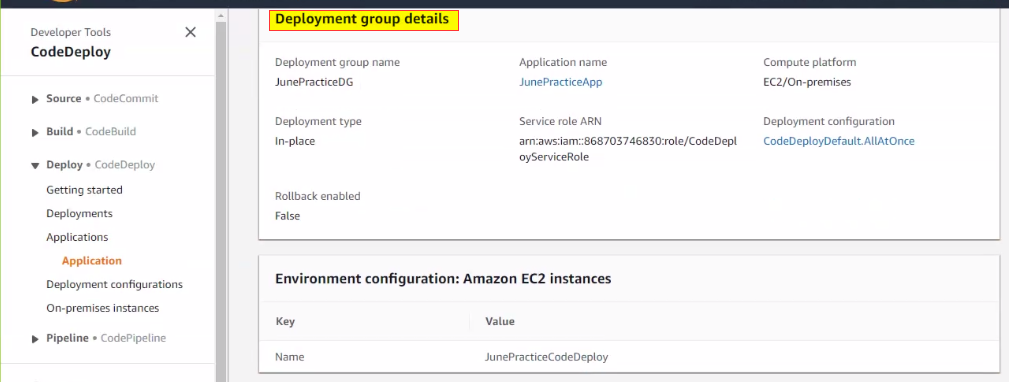 Developer Tools
CodeDeploy
Source • CodeCommit
Build • CodeBuild
Deploy • CodeDeploy
Getting started
Deployments
Applications
Application
Deployment configurations
On-premises instances
Pipeline • CodePipeline
Deployment group details
Deployment group name
JunePracticeDG
Application name
JunePracticeApp
Compute platform
EC2/On-premises
Deployment type
In-place
Service role ARN
arn:aws:iam::868703746830:role/CodeDepl
oyServiceRole
Deployment configuration
CodeDeployDefault.AllAtOnce
Rollback enabled
False
Environment configuration: Amazon EC2 instances
Key Value
Name JunePracticeCodeDeploy